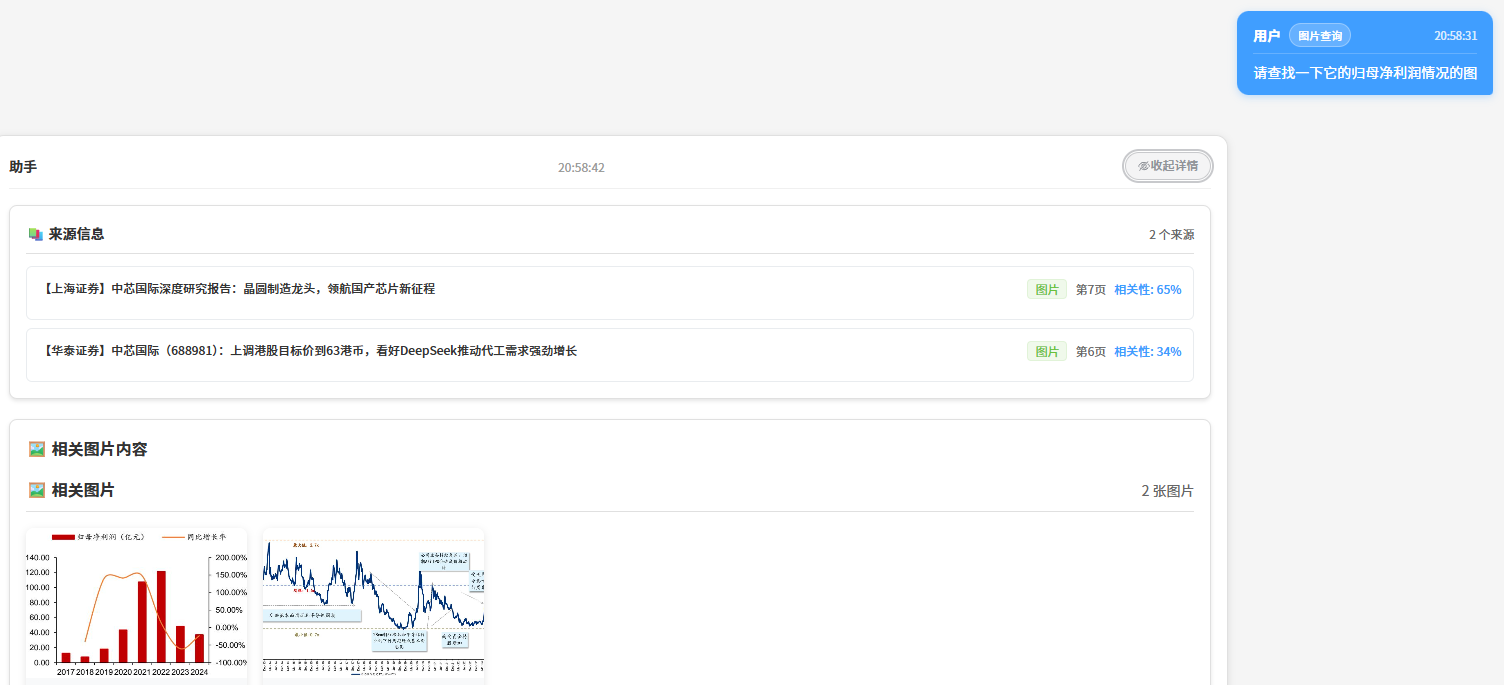 用户 图片查询 20:58:31
请查找一下它的归母净利润情况的图
助手 20:58:42 收起详情
来源信息 2 个来源
【上海证券】中芯国际深度研究报告：晶圆制造龙头，领航国产芯片新征程 图片 第7页 相关性: 65%
【华泰证券】中芯国际（688981）：上调港股目标价到63港币，看好DeepSeek推动代工需求强劲增长 图片 第6页 相关性: 34%
相关图片内容
相关图片 2 张图片
归母净利润（亿元） 同比增长率
140.00 200.00%
120.00 150.00%
100.00 100.00%
80.00 50.00%
60.00 0.00%
40.00 -50.00%
20.00 -100.00%
0.00
2017 2018 2019 2020 2021 2022 2023 2024